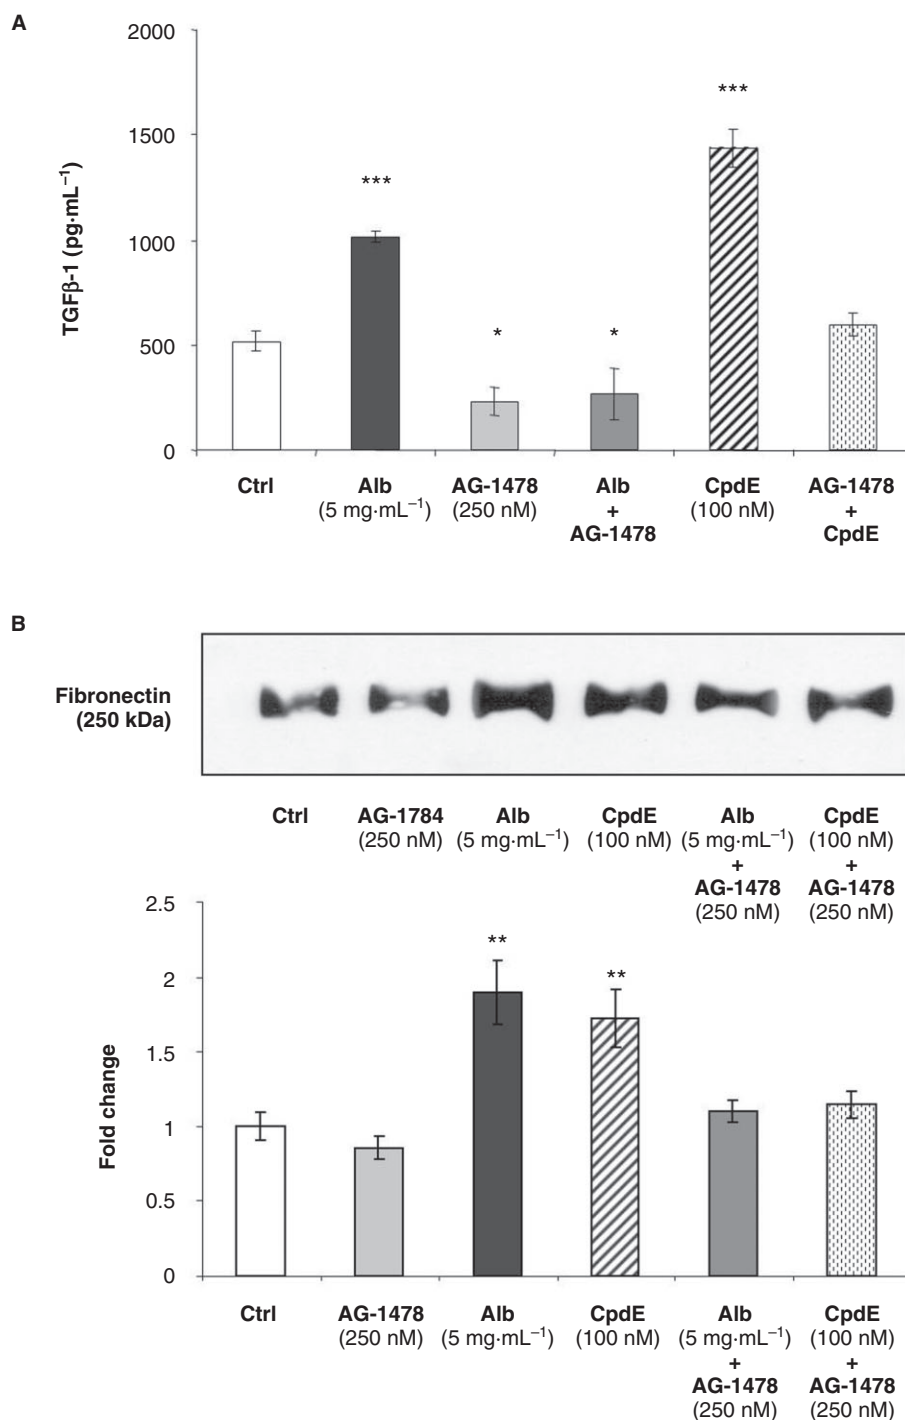 A
2000
1500
1000
500
0
TGFβ-1 (pg·mL⁻¹)
***
*
*
***
Ctrl
Alb
(5 mg·mL⁻¹)
AG-1478
(250 nM)
Alb
+
AG-1478
CpdE
(100 nM)
AG-1478
+
CpdE
B
Fibronectin
(250 kDa)
Ctrl
AG-1784
(250 nM)
Alb
(5 mg·mL⁻¹)
CpdE
(100 nM)
Alb
(5 mg·mL⁻¹)
+
AG-1478
(250 nM)
CpdE
(100 nM)
+
AG-1478
(250 nM)
2.5
2
1.5
1
0.5
0
Fold change
**
**
Ctrl
AG-1478
(250 nM)
Alb
(5 mg·mL⁻¹)
CpdE
(100 nM)
Alb
(5 mg·mL⁻¹)
+
AG-1478
(250 nM)
CpdE
(100 nM)
+
AG-1478
(250 nM)